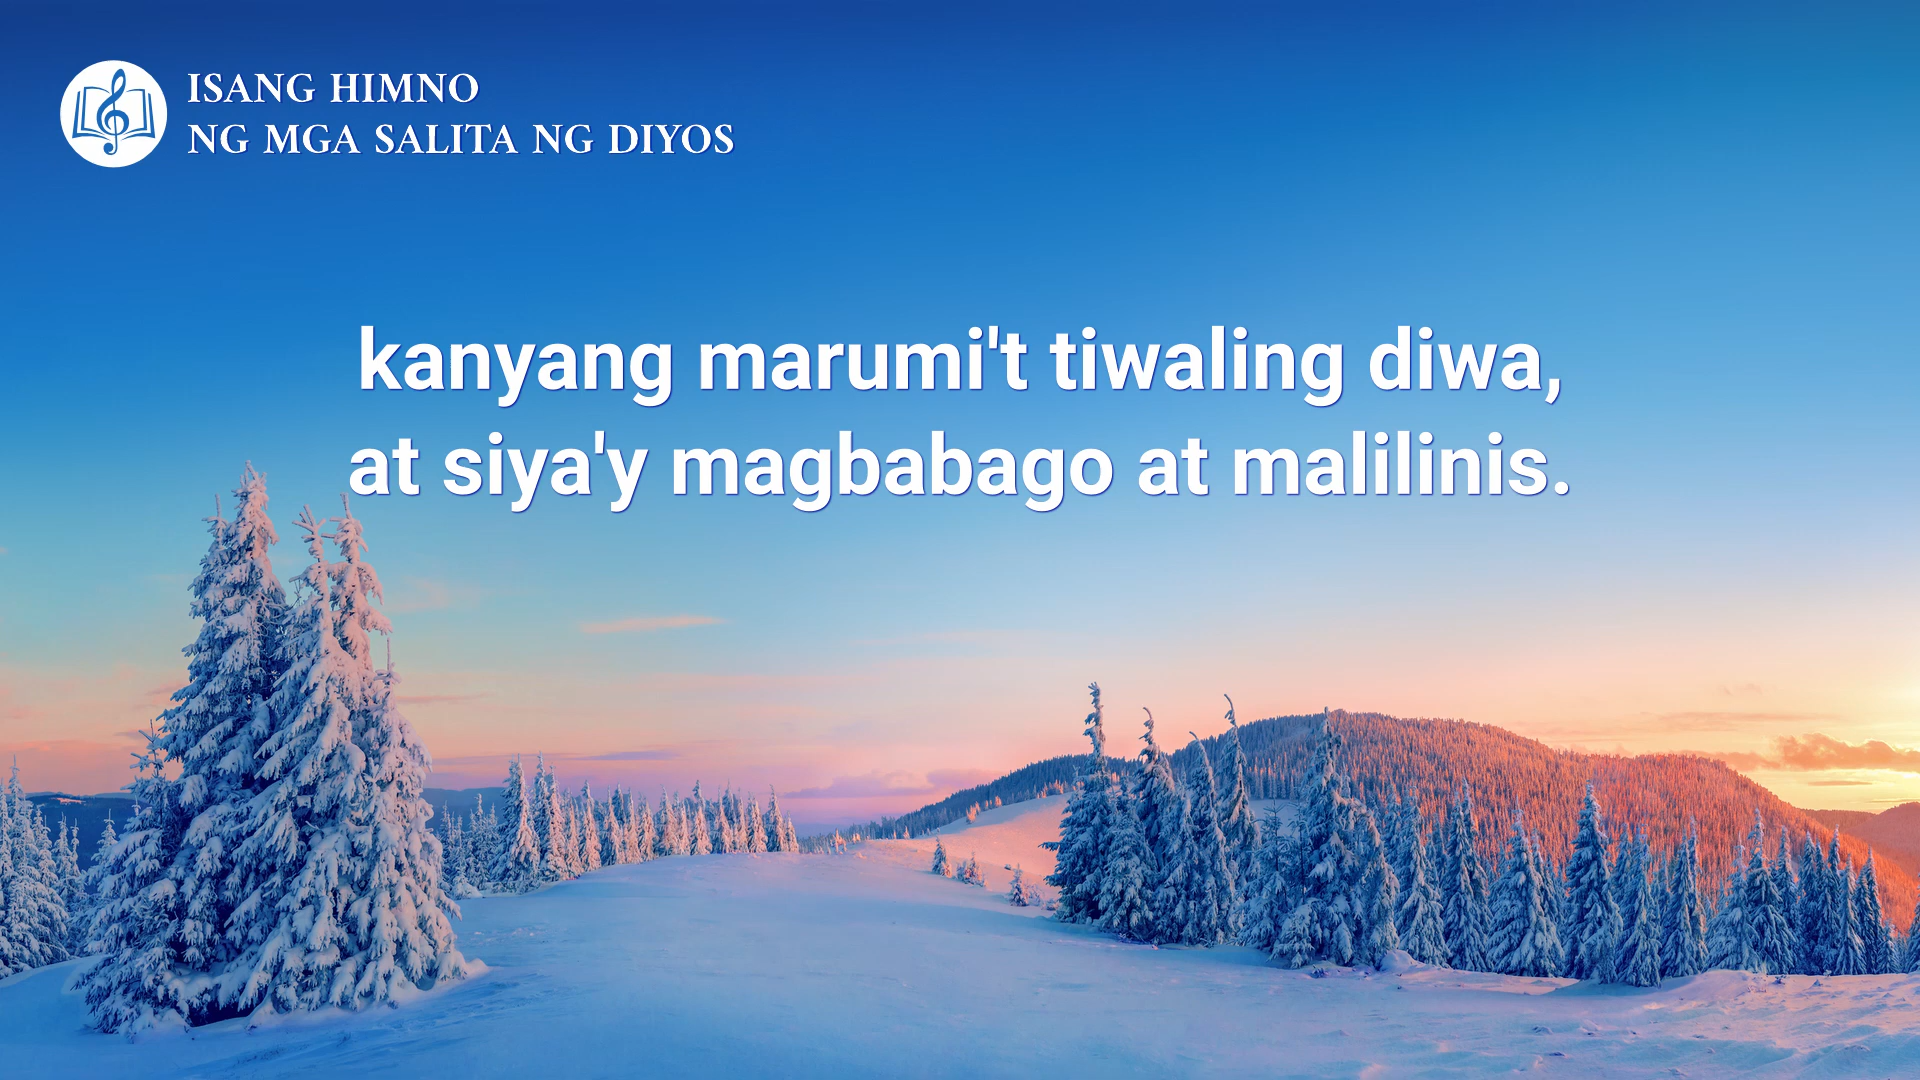 ISANG HIMNO
NG MGA SALITA NG DIYOS
kanyang marumi't tiwaling diwa,
at siya'y magbabago at malilinis.